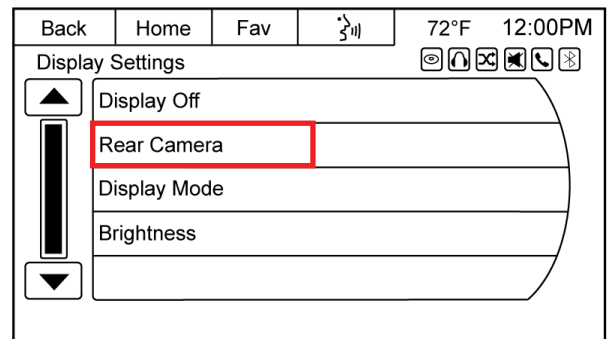 Back Home Fav 72°F 12:00PM
Display Settings
Display Off
Rear Camera
Display Mode
Brightness